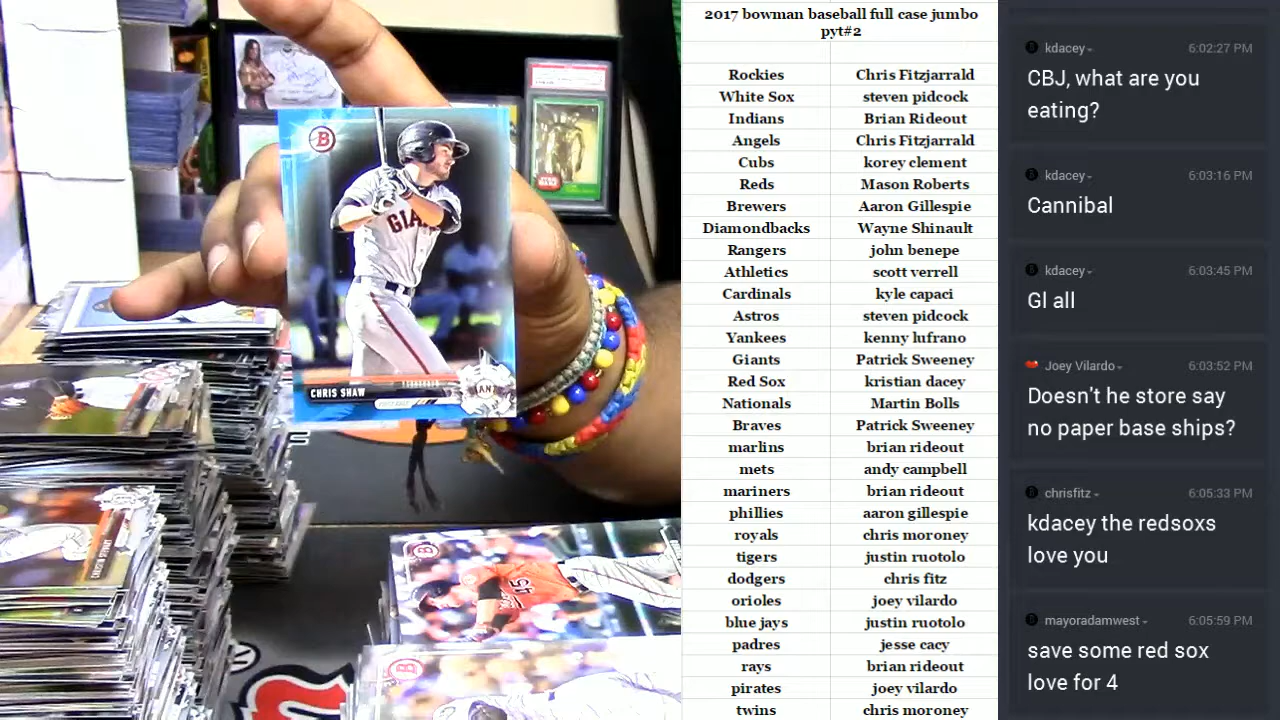 GIA
CHRIS SHAW
2017 bowman baseball full case jumbo
pyt#2
Rockies Chris Fitzjarrald
White Sox steven pidcock
Indians Brian Rideout
Angels Chris Fitzjarrald
Cubs korey clement
Reds Mason Roberts
Brewers Aaron Gillespie
Diamondbacks Wayne Shinault
Rangers john benepe
Athletics scott verrell
Cardinals kyle capaci
Astros steven pidcock
Yankees kenny lufrano
Giants Patrick Sweeney
Red Sox kristian dacey
Nationals Martin Bolls
Braves Patrick Sweeney
marlins brian rideout
mets andy campbell
mariners brian rideout
phillies aaron gillespie
royals chris moroney
tigers justin ruotolo
dodgers chris fitz
orioles joey vilardo
blue jays justin ruotolo
padres jesse cacy
rays brian rideout
pirates joey vilardo
twins chris moroney
kdacey 6:02:27 PM
CBJ, what are you
eating?
kdacey 6:03:16 PM
Cannibal
kdacey 6:03:45 PM
Gl all
Joey Vilardo 6:03:52 PM
Doesn't he store say
no paper base ships?
chrisfitz 6:05:33 PM
kdacey the redsoxs
love you
mayoradamwest 6:05:59 PM
save some red sox
love for 4